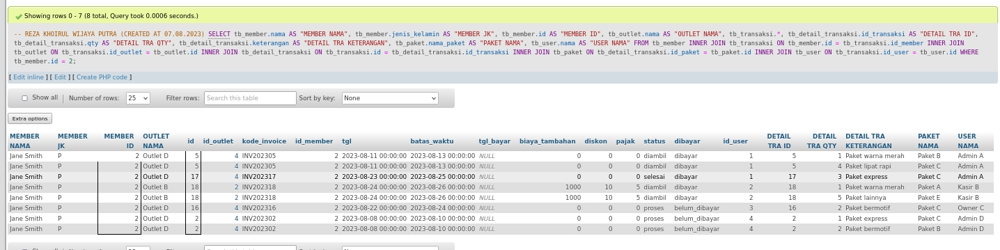 Showing rows 0 - 7 (8 total, Query took 0.0006 seconds.)
-- REZA KHOIRUL WIJAYA PUTRA (CREATED AT 07.08.2023) SELECT tb_member.nama AS "MEMBER NAMA", tb_member.jenis_kelamin AS "MEMBER JK", tb_member.id AS "MEMBER ID", tb_outlet.nama AS "OUTLET NAMA", tb_transaksi.*, tb_detail_transaksi.id_transaksi AS "DETAIL TRA ID",
tb_detail_transaksi.qty AS "DETAIL TRA QTY", tb_detail_transaksi.keterangan AS "DETAIL TRA KETERANGAN", tb_paket.nama_paket AS "PAKET NAMA", tb_user.nama AS "USER NAMA" FROM tb_member INNER JOIN tb_transaksi ON tb_member.id = tb_transaksi.id_member INNER JOIN
tb_outlet ON tb_transaksi.id_outlet = tb_outlet.id INNER JOIN tb_detail_transaksi ON tb_transaksi.id = tb_detail_transaksi.id_transaksi INNER JOIN tb_paket ON tb_detail_transaksi.id_paket = tb_paket.id INNER JOIN tb_user ON tb_transaksi.id_user = tb_user.id WHERE
tb_member.id = 2;
[ Edit inline ] [ Edit ] [ Create PHP code ]
Show all | Number of rows: 25 Filter rows: Search this table Sort by key: None
Extra options
MEMBER NAMA MEMBER JK MEMBER ID OUTLET NAMA id id_outlet kode_invoice id_member tgl batas_waktu tgl_bayar biaya_tambahan diskon pajak status dibayar id_user DETAIL TRA ID DETAIL TRA QTY DETAIL TRA KETERANGAN PAKET NAMA USER NAMA
Jane Smith P 2 Outlet D 5 4 INV202305 2 2023-08-11 00:00:00 2023-08-13 00:00:00 NULL 0 0 0 diambil dibayar 1 5 1 Paket warna merah Paket B Admin A
Jane Smith P 2 Outlet D 5 4 INV202305 2 2023-08-11 00:00:00 2023-08-13 00:00:00 NULL 0 0 0 diambil dibayar 1 5 4 Paket lipat rapi Paket C Admin A
Jane Smith P 2 Outlet D 17 4 INV202317 2 2023-08-23 00:00:00 2023-08-25 00:00:00 NULL 0 0 0 selesai dibayar 1 17 3 Paket express Paket C Admin A
Jane Smith P 2 Outlet B 18 2 INV202318 2 2023-08-24 00:00:00 2023-08-26 00:00:00 NULL 1000 10 5 diambil dibayar 2 18 1 Paket warna merah Paket A Kasir B
Jane Smith P 2 Outlet B 18 2 INV202318 2 2023-08-24 00:00:00 2023-08-26 00:00:00 NULL 1000 10 5 diambil dibayar 2 18 5 Paket lainnya Paket E Kasir B
Jane Smith P 2 Outlet D 16 4 INV202316 2 2023-08-22 00:00:00 2023-08-24 00:00:00 NULL 0 0 0 proses belum_dibayar 3 16 2 Paket bermotif Paket C Owner C
Jane Smith P 2 Outlet D 2 4 INV202302 2 2023-08-08 00:00:00 2023-08-10 00:00:00 NULL 0 0 0 proses belum_dibayar 4 2 1 Paket express Paket C Admin D
Jane Smith P 2 Outlet D 2 4 INV202302 2 2023-08-08 00:00:00 2023-08-10 00:00:00 NULL 0 0 0 proses belum_dibayar 4 2 2 Paket bermotif Paket B Admin D